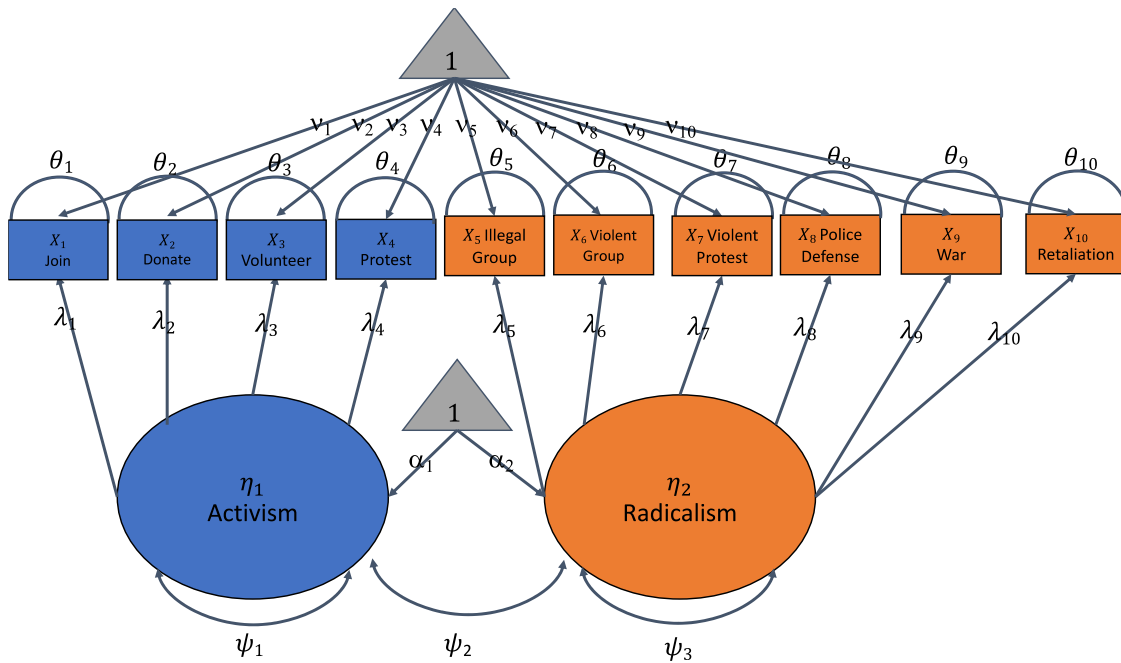 1
ν₁ ν₂ ν₃ ν₄ ν₅ ν₆ ν₇ ν₈ ν₉ ν₁₀
θ₁ θ₂ θ₃ θ₄ θ₅ θ₆ θ₇ θ₈ θ₉ θ₁₀
X₁
Join
X₂
Donate
X₃
Volunteer
X₄
Protest
X₅ Illegal
Group
X₆ Violent
Group
X₇ Violent
Protest
X₈ Police
Defense
X₉
War
X₁₀
Retaliation
λ₁ λ₂ λ₃ λ₄ λ₅ λ₆ λ₇ λ₈ λ₉ λ₁₀
1
α₁ α₂
η₁
Activism
η₂
Radicalism
ψ₁ ψ₂ ψ₃